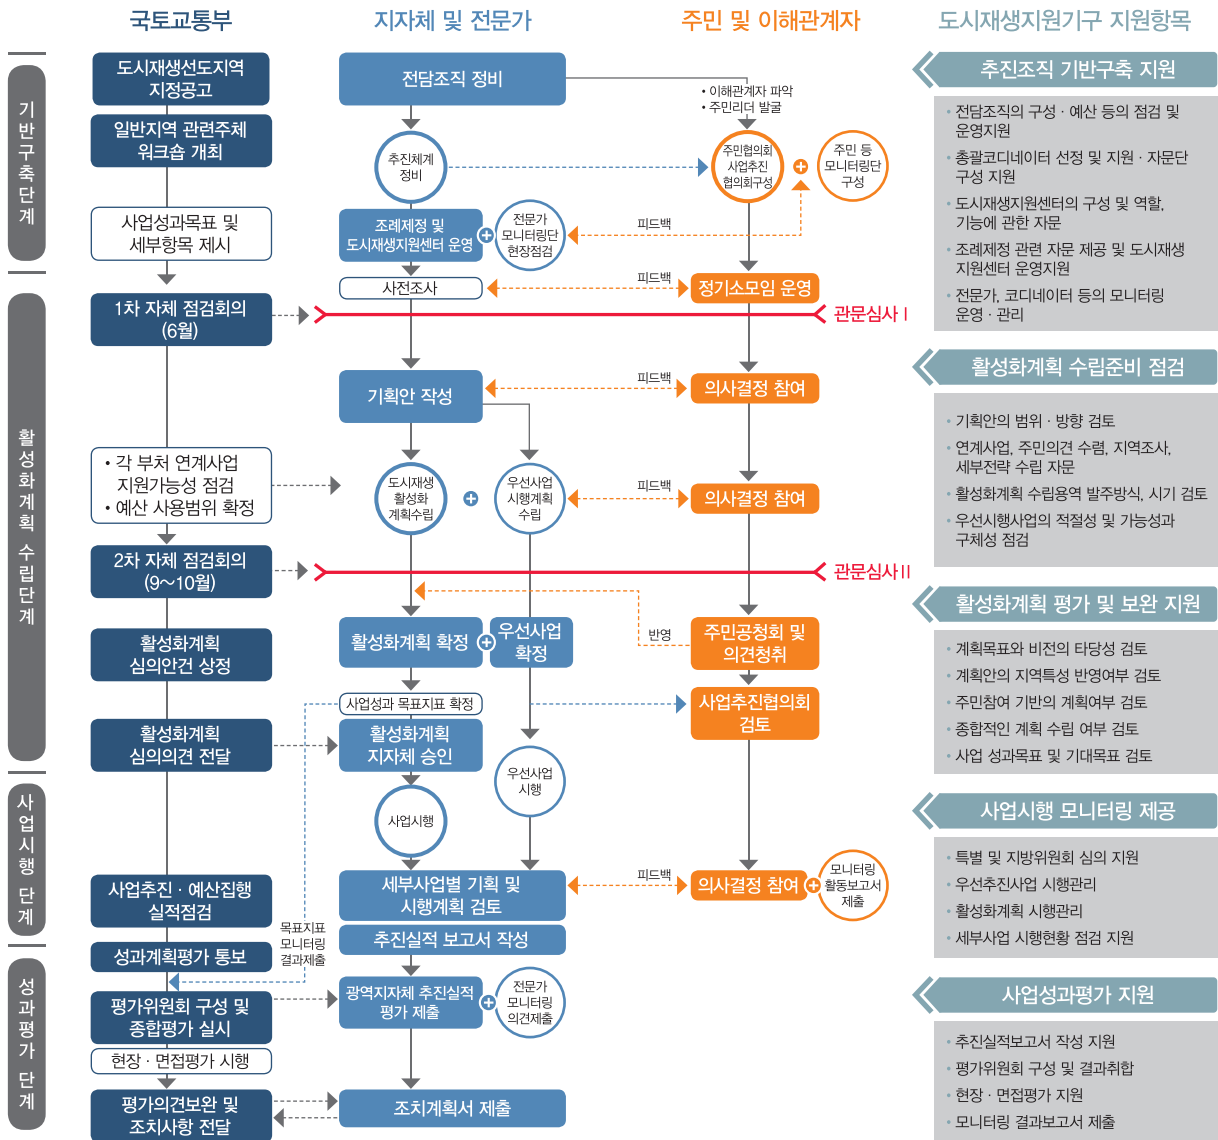 국토교통부
지자체 및 전문가
주민 및 이해관계자
도시재생지원기구 지원항목
기반구축단계
활성화계획 수립단계
사업시행 단계
성과평가 단계
도시재생선도지역
지정공고
일반지역 관련주체
워크숍 개최
사업성과목표 및
세부항목 제시
1차 자체 점검회의
(6월)
• 각 부처 연계사업
지원가능성 점검
• 예산 사용범위 확정
2차 자체 점검회의
(9~10월)
활성화계획
심의안건 상정
활성화계획
심의의견 전달
사업추진 · 예산집행
실적점검
성과계획평가 통보
평가위원회 구성 및
종합평가 실시
현장 · 면접평가 시행
평가의견보완 및
조치사항 전달
전담조직 정비
추진체계
정비
조례제정 및
도시재생지원센터 운영
전문가
모니터링단
현장점검
사전조사
기획안 작성
도시재생
활성화
계획수립
우선사업
시행계획
수립
활성화계획 확정
우선사업
확정
사업성과 목표지표 확정
활성화계획
지자체 승인
사업시행
우선사업
시행
세부사업별 기획 및
시행계획 검토
추진실적 보고서 작성
목표지표
모니터링
결과제출
광역지자체 추진실적
평가 제출
전문가
모니터링
의견제출
조치계획서 제출
• 이해관계자 파악
• 주민리더 발굴
주민협의회
사업추진
협의회구성
주민 등
모니터링단
구성
피드백
피드백
정기소모임 운영
관문심사 I
피드백
의사결정 참여
피드백
의사결정 참여
관문심사 II
반영
주민공청회 및
의견청취
사업추진협의회
검토
피드백
의사결정 참여
모니터링
활동보고서
제출
추진조직 기반구축 지원
• 전담조직의 구성 · 예산 등의 점검 및
운영지원
• 총괄코디네이터 선정 및 지원 · 자문단
구성 지원
• 도시재생지원센터의 구성 및 역할,
기능에 관한 자문
• 조례제정 관련 자문 제공 및 도시재생
지원센터 운영지원
• 전문가, 코디네이터 등의 모니터링
운영 · 관리
활성화계획 수립준비 점검
• 기획안의 범위 · 방향 검토
• 연계사업, 주민의견 수렴, 지역조사,
세부전략 수립 자문
• 활성화계획 수립용역 발주방식, 시기 검토
• 우선시행사업의 적절성 및 가능성과
구체성 점검
활성화계획 평가 및 보완 지원
• 계획목표와 비전의 타당성 검토
• 계획안의 지역특성 반영여부 검토
• 주민참여 기반의 계획여부 검토
• 종합적인 계획 수립 여부 검토
• 사업 성과목표 및 기대목표 검토
사업시행 모니터링 제공
• 특별 및 지방위원회 심의 지원
• 우선추진사업 시행관리
• 활성화계획 시행관리
• 세부사업 시행현황 점검 지원
사업성과평가 지원
• 추진실적보고서 작성 지원
• 평가위원회 구성 및 결과취합
• 현장 · 면접평가 지원
• 모니터링 결과보고서 제출